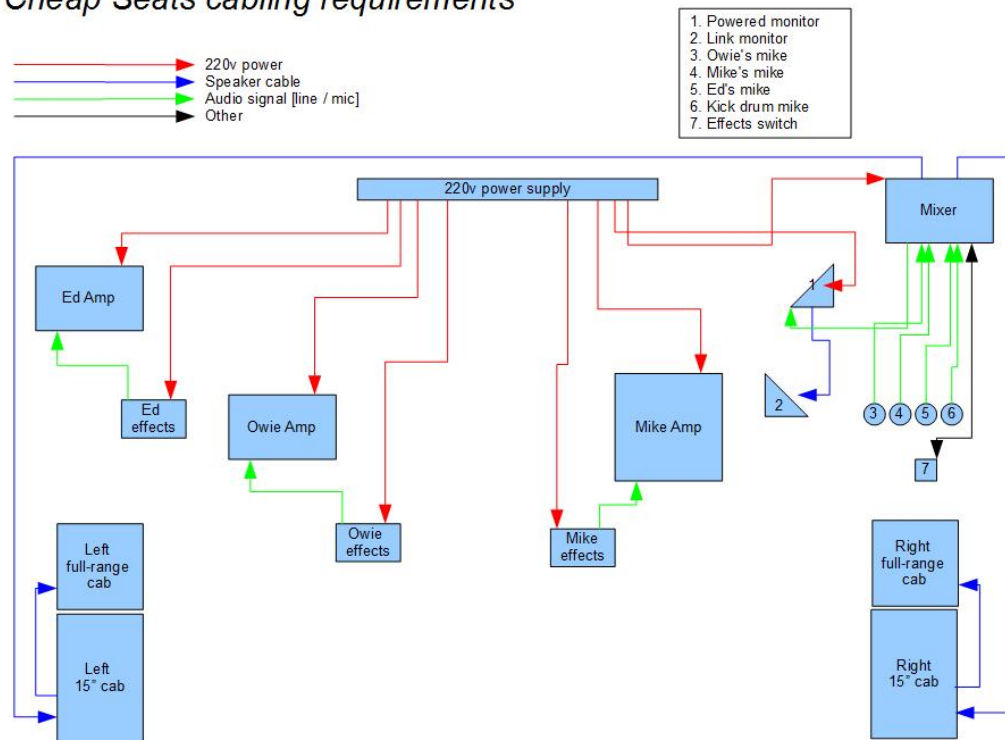 Cheap Seats cabling requirements
220v power
Speaker cable
Audio signal [line / mic]
Other
1. Powered monitor
2. Link monitor
3. Owie's mike
4. Mike's mike
5. Ed's mike
6. Kick drum mike
7. Effects switch
220v power supply
Mixer
Ed Amp
1
Ed
effects
Owie Amp
Mike Amp
2
3
4
5
6
7
Owie
effects
Mike
effects
Left
full-range
cab
Right
full-range
cab
Left
15" cab
Right
15" cab